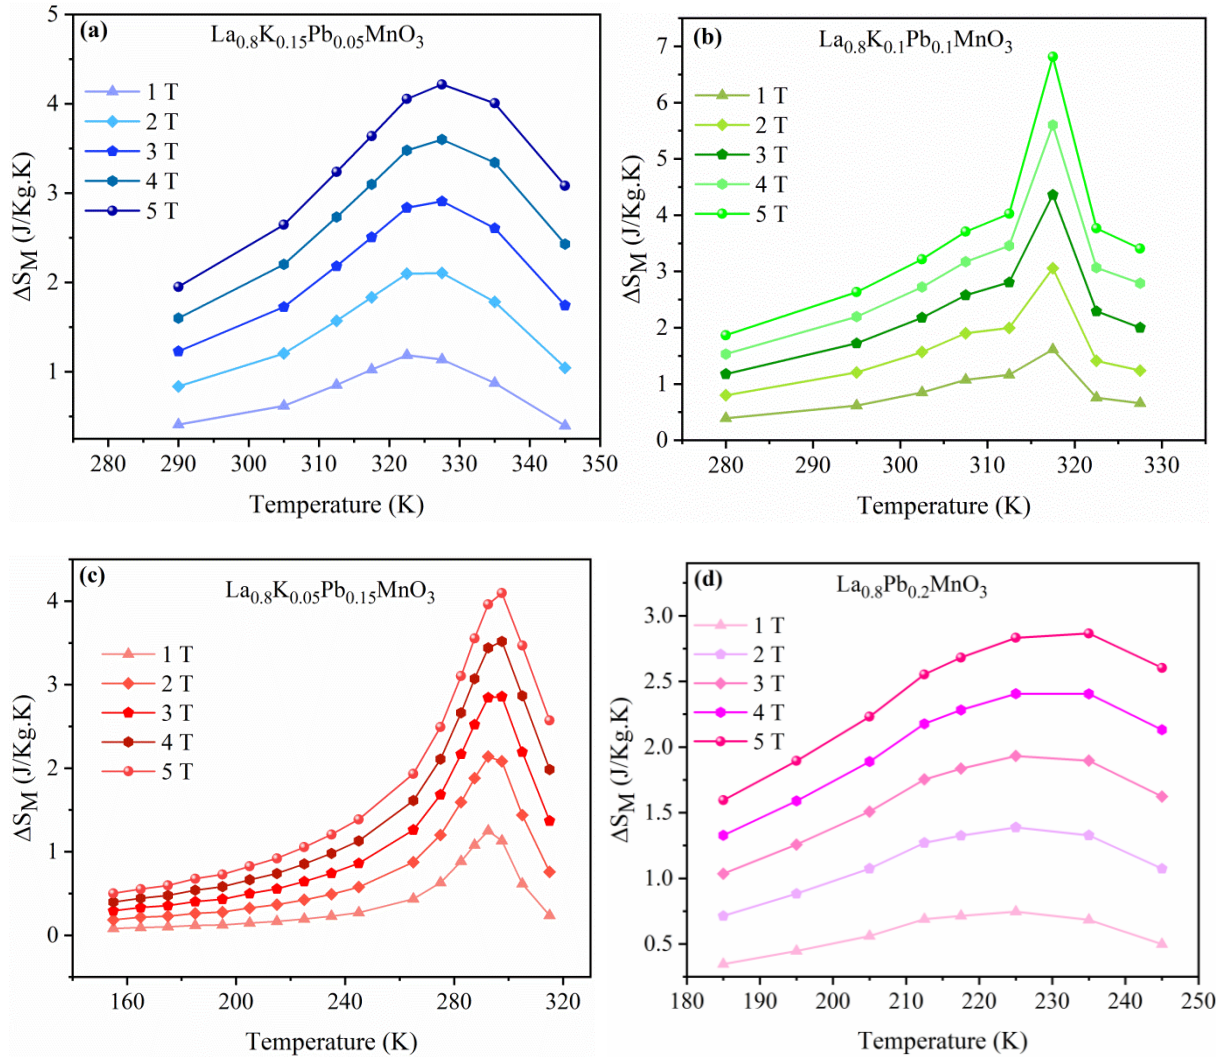 (a) La0.8K0.15Pb0.05MnO3
1 T
2 T
3 T
4 T
5 T
5
4
3
2
1
ΔSM (J/Kg.K)
280 290 300 310 320 330 340 350
Temperature (K)
(b) La0.8K0.1Pb0.1MnO3
1 T
2 T
3 T
4 T
5 T
7
6
5
4
3
2
1
0
ΔSM (J/Kg.K)
280 290 300 310 320 330
Temperature (K)
(c) La0.8K0.05Pb0.15MnO3
1 T
2 T
3 T
4 T
5 T
4
3
2
1
0
ΔSM (J/Kg.K)
160 200 240 280 320
Temperature (K)
(d) La0.8Pb0.2MnO3
1 T
2 T
3 T
4 T
5 T
3.0
2.5
2.0
1.5
1.0
0.5
ΔSM (J/Kg.K)
180 190 200 210 220 230 240 250
Temperature (K)